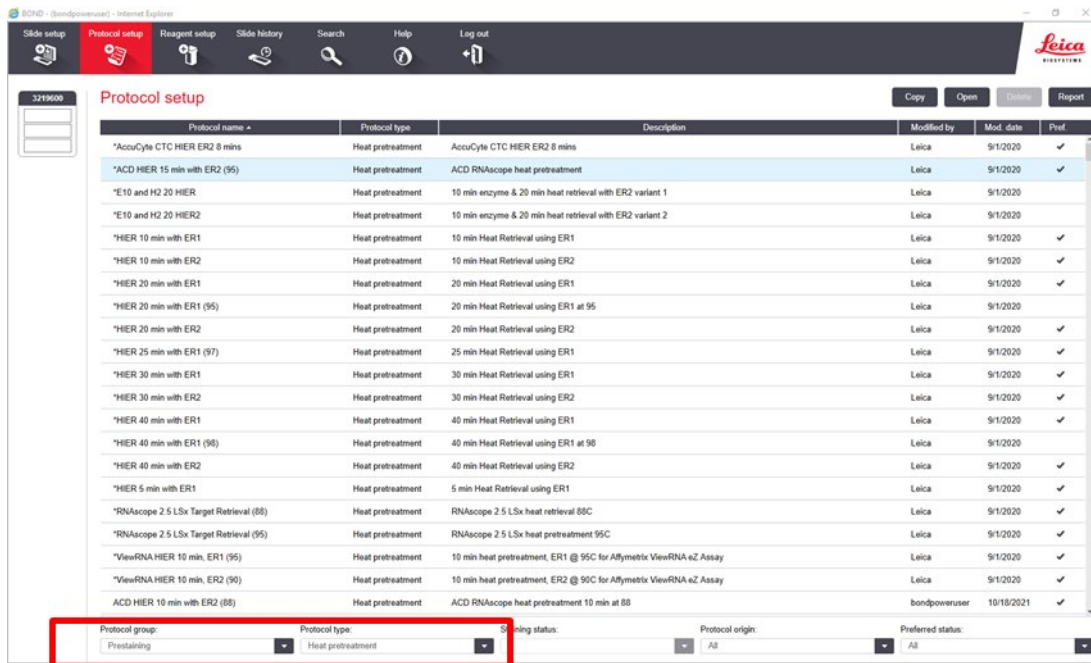 BOND - (bondpoweruser) - Internet Explorer
Slide setup Protocol setup Reagent setup Slide history Search Help Log out
Leica
BIOSYSTEMS
3219600
Protocol setup Copy Open Delete Report
Protocol name Protocol type Description Modified by Mod. date Pref.
*AccuCyte CTC HIER ER2 8 mins Heat pretreatment AccuCyte CTC HIER ER2 8 mins Leica 9/1/2020
*ACD HIER 15 min with ER2 (95) Heat pretreatment ACD RNAscope heat pretreatment Leica 9/1/2020
*E10 and H2 20 HIER Heat pretreatment 10 min enzyme & 20 min heat retrieval with ER2 variant 1 Leica 9/1/2020
*E10 and H2 20 HIER2 Heat pretreatment 10 min enzyme & 20 min heat retrieval with ER2 variant 2 Leica 9/1/2020
*HIER 10 min with ER1 Heat pretreatment 10 min Heat Retrieval using ER1 Leica 9/1/2020
*HIER 10 min with ER2 Heat pretreatment 10 min Heat Retrieval using ER2 Leica 9/1/2020
*HIER 20 min with ER1 Heat pretreatment 20 min Heat Retrieval using ER1 Leica 9/1/2020
*HIER 20 min with ER1 (95) Heat pretreatment 20 min Heat Retrieval using ER1 at 95 Leica 9/1/2020
*HIER 20 min with ER2 Heat pretreatment 20 min Heat Retrieval using ER2 Leica 9/1/2020
*HIER 25 min with ER1 (97) Heat pretreatment 25 min Heat Retrieval using ER1 Leica 9/1/2020
*HIER 30 min with ER1 Heat pretreatment 30 min Heat Retrieval using ER1 Leica 9/1/2020
*HIER 30 min with ER2 Heat pretreatment 30 min Heat Retrieval using ER2 Leica 9/1/2020
*HIER 40 min with ER1 Heat pretreatment 40 min Heat Retrieval using ER1 Leica 9/1/2020
*HIER 40 min with ER1 (98) Heat pretreatment 40 min Heat Retrieval using ER1 at 98 Leica 9/1/2020
*HIER 40 min with ER2 Heat pretreatment 40 min Heat Retrieval using ER2 Leica 9/1/2020
*HIER 5 min with ER1 Heat pretreatment 5 min Heat Retrieval using ER1 Leica 9/1/2020
*RNAscope 2.5 LSx Target Retrieval (88) Heat pretreatment RNAscope 2.5 LSx heat retrieval 88C Leica 9/1/2020
*RNAscope 2.5 LSx Target Retrieval (95) Heat pretreatment RNAscope 2.5 LSx heat pretreatment 95C Leica 9/1/2020
*ViewRNA HIER 10 min, ER1 (95) Heat pretreatment 10 min heat pretreatment, ER1 @ 95C for Affymetrix ViewRNA eZ Assay Leica 9/1/2020
*ViewRNA HIER 10 min, ER2 (90) Heat pretreatment 10 min heat pretreatment, ER2 @ 90C for Affymetrix ViewRNA eZ Assay Leica 9/1/2020
ACD HIER 10 min with ER2 (88) Heat pretreatment ACD RNAscope heat pretreatment 10 min at 88 bondpoweruser 10/18/2021
Protocol group: Protocol type: status: Protocol origin: Preferred status:
Prestaining Heat pretreatment All All